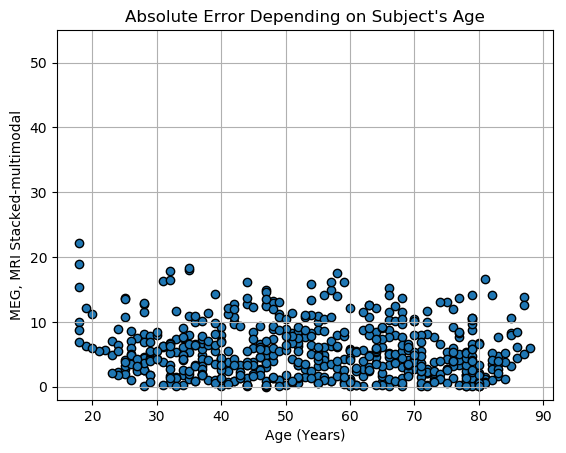 Absolute Error Depending on Subject's Age
MEG, MRI Stacked-multimodal
50
40
30
20
10
0
20 30 40 50 60 70 80 90
Age (Years)